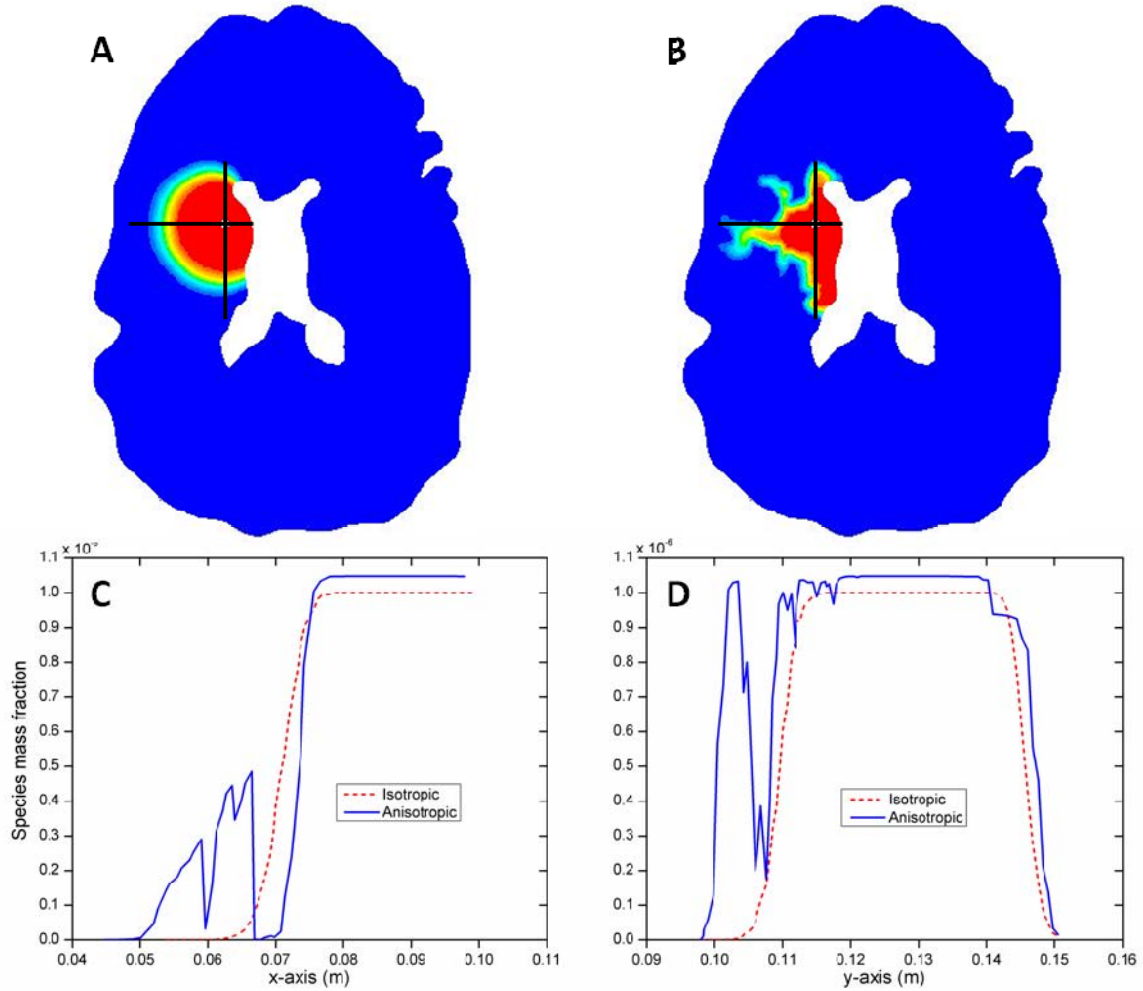 A
B
1.1 x 10
1.0
0.9
0.8
0.7
0.6
0.5
0.4
0.3
0.2
0.1
0.0
Species mass fraction
C
Isotropic
Anisotropic
0.04 0.05 0.06 0.07 0.08 0.09 0.10 0.11
x-axis (m)
1.1 x 10⁻⁶
1.0
0.9
0.8
0.7
0.6
0.5
0.4
0.3
0.2
0.1
0.0
D
Isotropic
Anisotropic
0.09 0.10 0.11 0.12 0.13 0.14 0.15 0.16
y-axis (m)